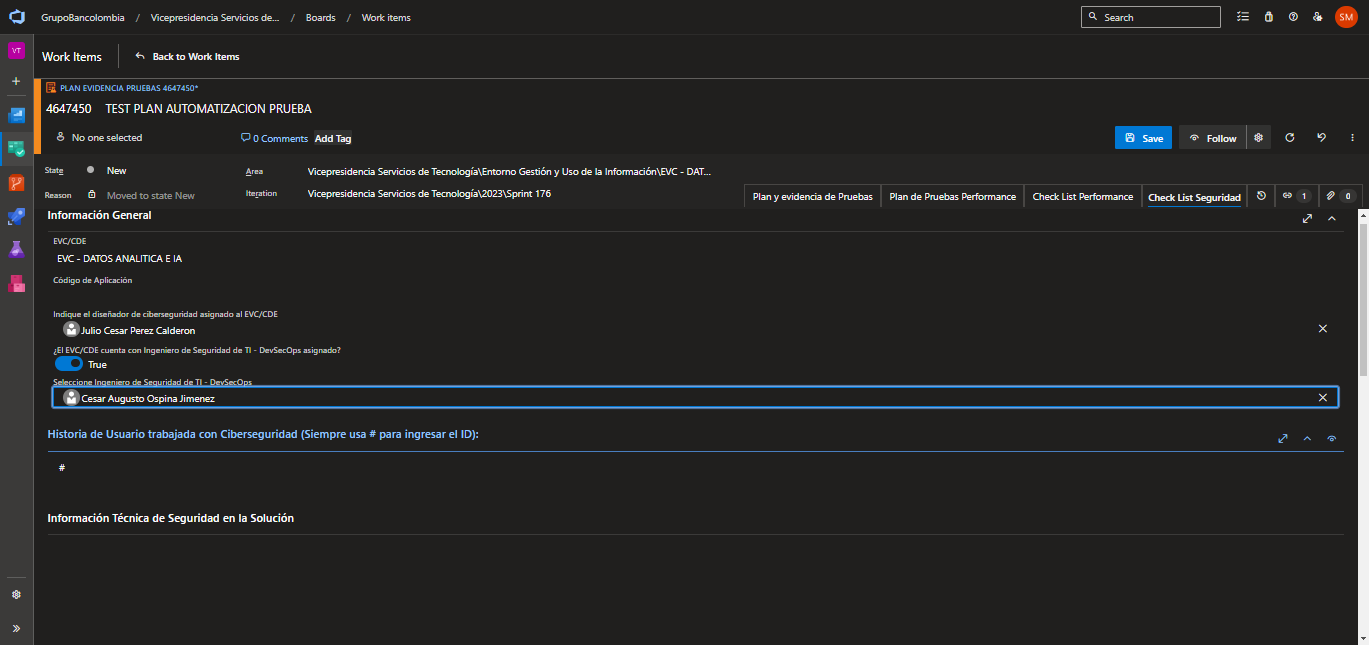 GrupoBancolombia / Vicepresidencia Servicios de... / Boards / Work items
Search
SM
VT
Work Items
Back to Work Items
PLAN EVIDENCIA PRUEBAS 4647450*
4647450 TEST PLAN AUTOMATIZACION PRUEBA
No one selected
0 Comments
Add Tag
Save
Follow
State
New
Area
Vicepresidencia Servicios de Tecnología\Entorno Gestión y Uso de la Información\EVC - DAT...
Reason
Moved to state New
Iteration
Vicepresidencia Servicios de Tecnología\2023\Sprint 176
Plan y evidencia de Pruebas
Plan de Pruebas Performance
Check List Performance
Check List Seguridad
1
0
Información General
EVC/CDE
EVC - DATOS ANALITICA E IA
Código de Aplicación
Indique el diseñador de ciberseguridad asignado al EVC/CDE
Julio Cesar Perez Calderon
¿El EVC/CDE cuenta con Ingeniero de Seguridad de TI - DevSecOps asignado?
True
Seleccione Ingeniero de Seguridad de TI - DevSecOps
Cesar Augusto Ospina Jimenez
Historia de Usuario trabajada con Ciberseguridad (Siempre usa # para ingresar el ID):
#
Información Técnica de Seguridad en la Solución